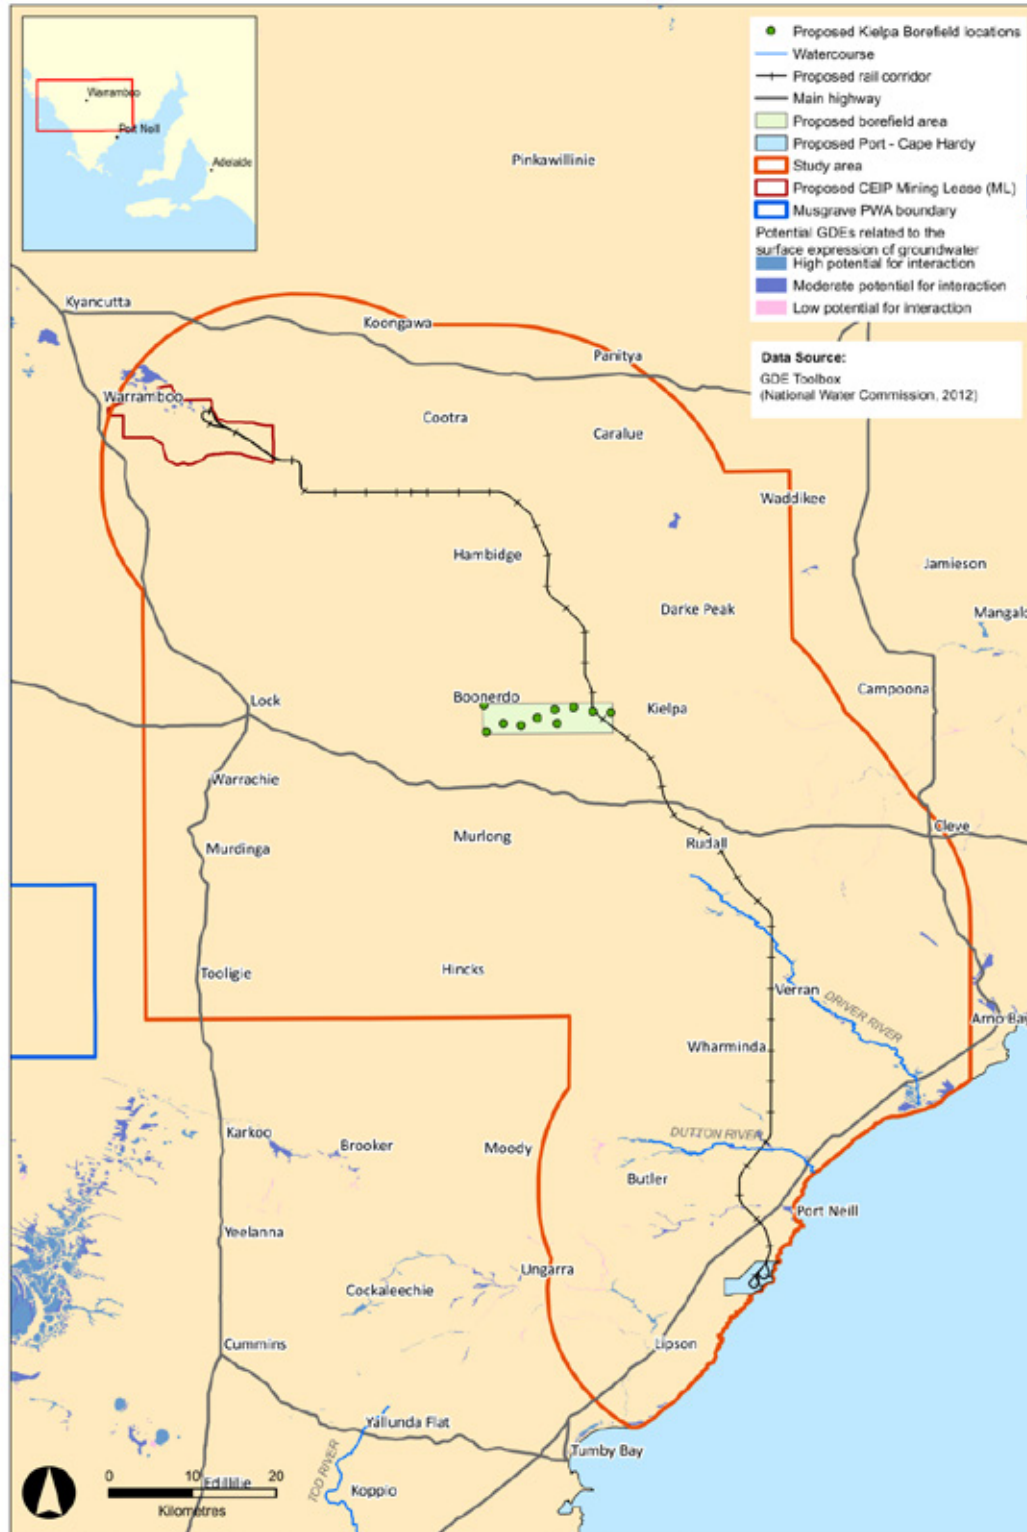 Warramboo
Port Neill
Adelaide
Proposed Kielpa Borefield locations
Watercourse
Proposed rail corridor
Main highway
Proposed borefield area
Proposed Port - Cape Hardy
Study area
Proposed CEIP Mining Lease (ML)
Musgrave PWA boundary
Potential GDEs related to the
surface expression of groundwater
High potential for interaction
Moderate potential for interaction
Low potential for interaction
Data Source:
GDE Toolbox
(National Water Commission, 2012)
Pinkawillinie
Kyancutta
Koongawa
Panitya
Warramboo
Cootra
Caralue
Waddikee
Hambidge
Jamieson
Darke Peak
Mangalo
Campoona
Boonerdo
Lock
Kielpa
Warrachie
Murlong
Rudall
Cleve
Murdinga
Tooligie
Hincks
Verran
DRIVER RIVER
Arno Bay
Wharminda
Karkoo
Brooker
Moody
DUTTON RIVER
Butler
Port Neill
Yeelanna
Ungarra
Cockaleechie
Cummins
Lipson
Yallunda Flat
Tumby Bay
TOD RIVER
Edillilie
Koppio
0 10 20
Kilometres